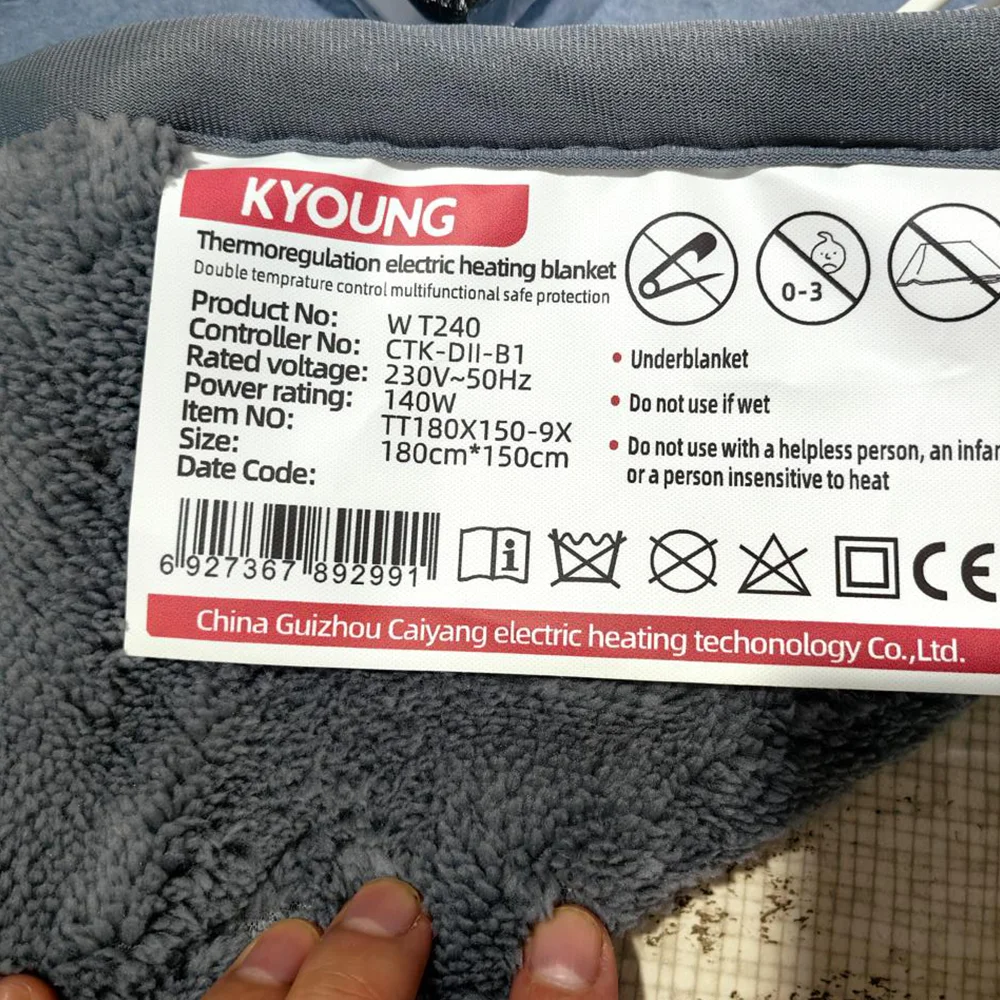 KYOUNG
Thermoregulation electric heating blanket
Double temprature control multifunctional safe protection
Product No: W T240
Controller No: CTK-DII-B1
Rated voltage: 230V~50Hz
Power rating: 140W
Item NO: TT180X150-9X
Size: 180cm*150cm
Date Code:
0-3
• Underblanket
• Do not use if wet
• Do not use with a helpless person, an infan
or a person insensitive to heat
6 927367 892991
i
CE
China Guizhou Caiyang electric heating techonology Co.,Ltd.